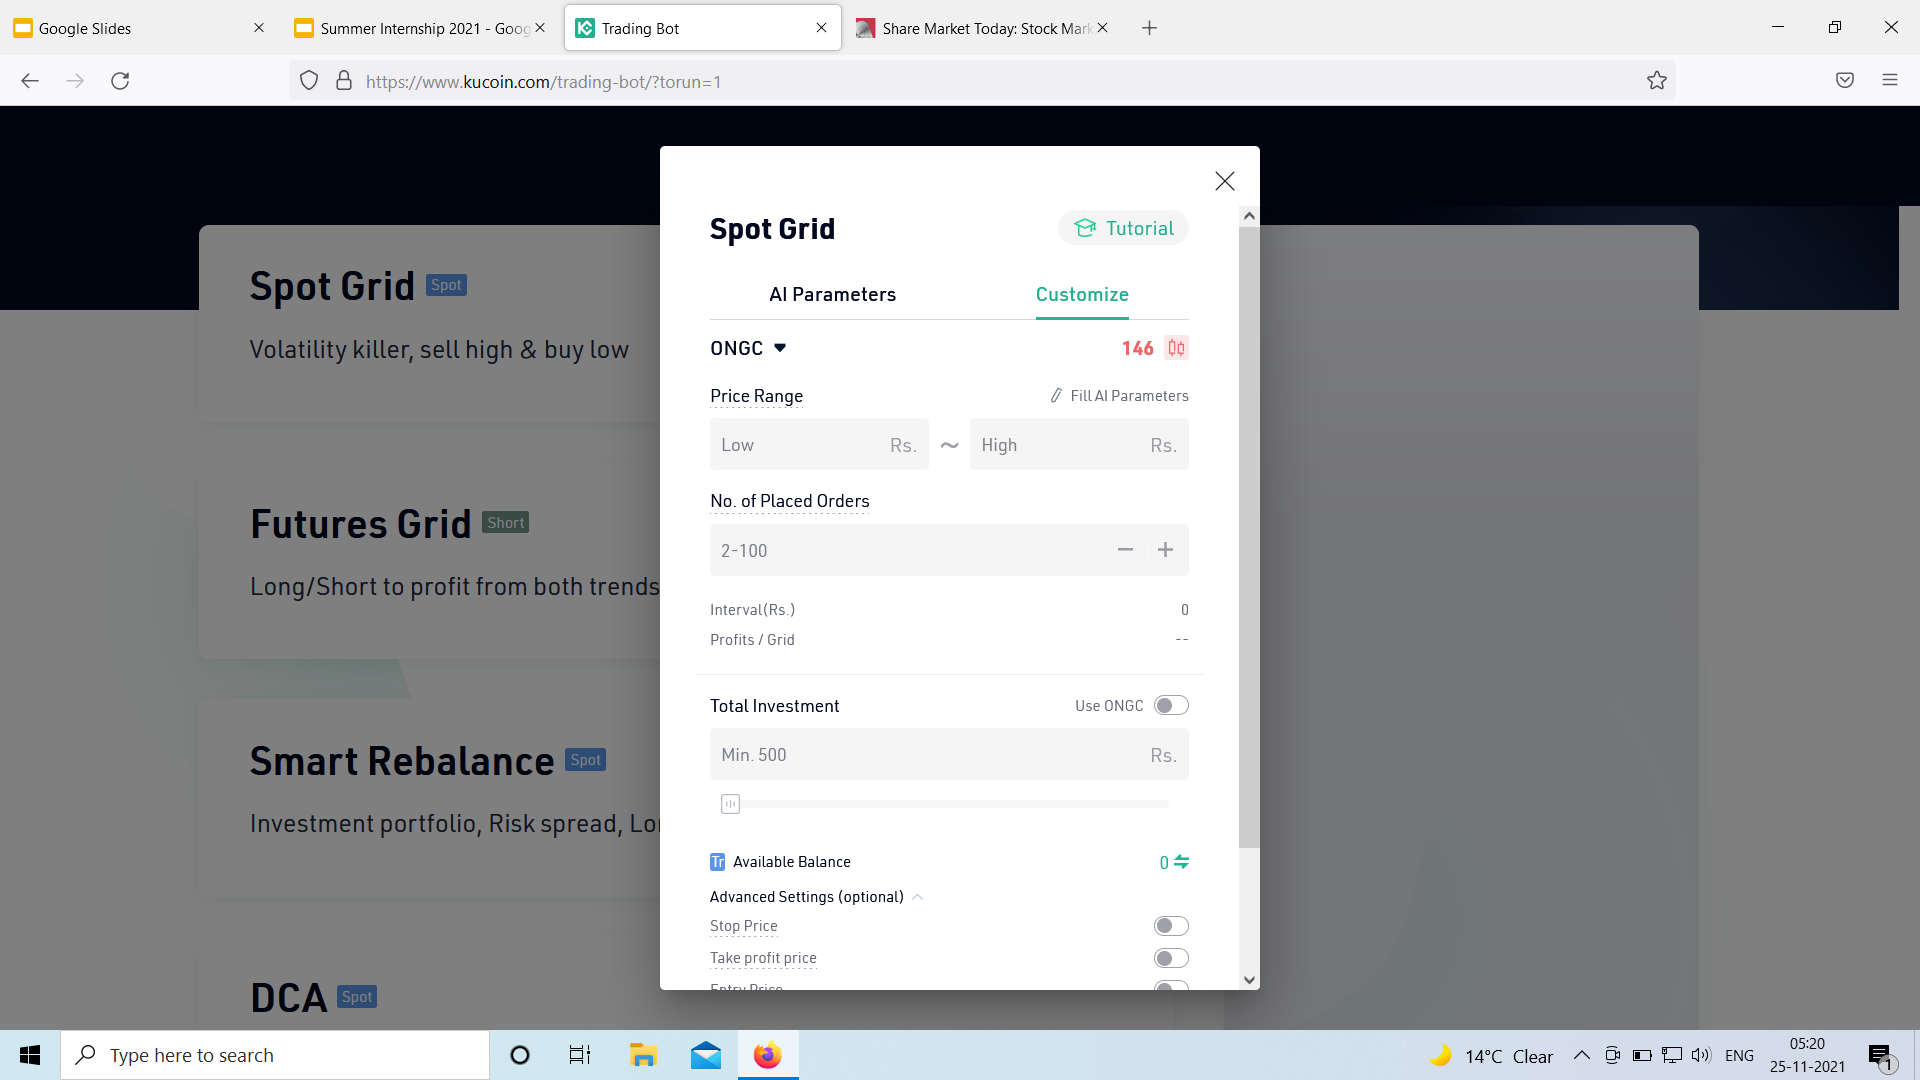 Google Slides
Summer Internship 2021 - Goog
Trading Bot
Share Market Today: Stock Mark
https://www.kucoin.com/trading-bot/?torun=1
Spot Grid Spot
Volatility killer, sell high & buy low
Futures Grid Short
Long/Short to profit from both trends
Smart Rebalance Spot
Investment portfolio, Risk spread, Lo
DCA Spot
Spot Grid
Tutorial
AI Parameters
Customize
ONGC
146
Price Range
Fill AI Parameters
Low Rs. ~ High Rs.
No. of Placed Orders
2-100 − +
Interval(Rs.) 0
Profits / Grid --
Total Investment
Use ONGC
Min. 500 Rs.
Tr Available Balance 0
Advanced Settings (optional)
Stop Price
Take profit price
Entry Price
Type here to search
14°C Clear
ENG
05:20
25-11-2021
1